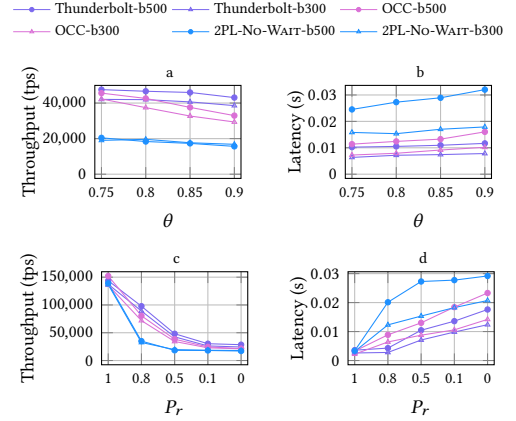 Thunderbolt-b500 Thunderbolt-b300 OCC-b500
OCC-b300 2PL-No-Wait-b500 2PL-No-Wait-b300
a
Throughput (tps)
40,000
20,000
0
0.75 0.8 0.85 0.9
θ
b
Latency (s)
0.03
0.02
0.01
0
0.75 0.8 0.85 0.9
θ
c
Throughput (tps)
150,000
100,000
50,000
0
1 0.8 0.5 0.1 0
P_r
d
Latency (s)
0.03
0.02
0.01
0
1 0.8 0.5 0.1 0
P_r